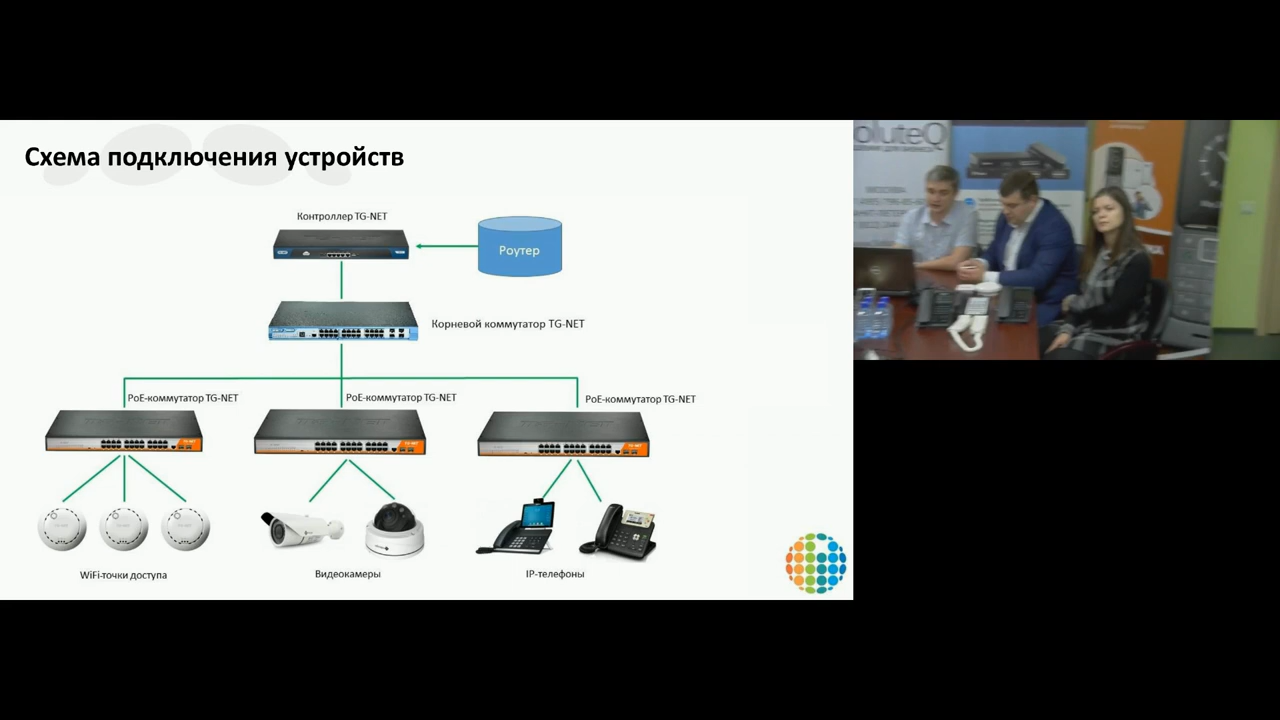 Схема подключения устройств
Контроллер TG-NET
Роутер
Корневой коммутатор TG-NET
PoE-коммутатор TG-NET
PoE-коммутатор TG-NET
PoE-коммутатор TG-NET
WiFi-точки доступа
Видеокамеры
IP-телефоны
oluteQ